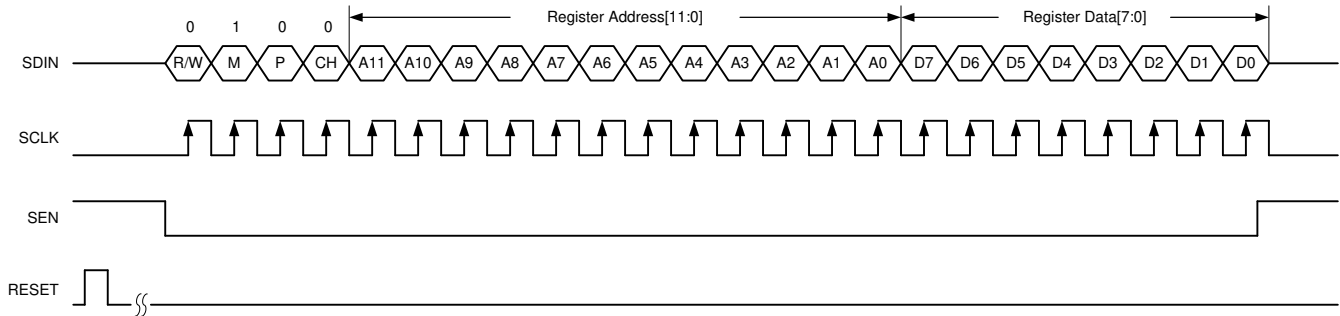 0 1 0 0 Register Address[11:0] Register Data[7:0]
SDIN R/W M P CH A11 A10 A9 A8 A7 A6 A5 A4 A3 A2 A1 A0 D7 D6 D5 D4 D3 D2 D1 D0
SCLK
SEN
RESET